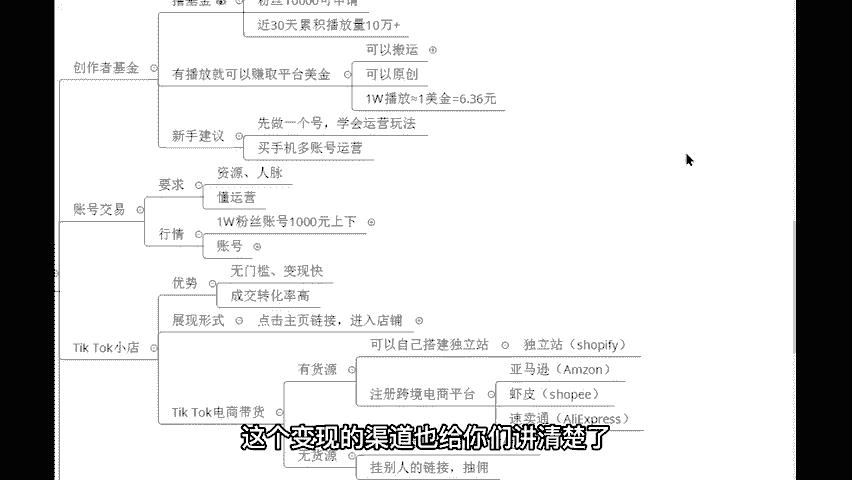 播基金
粉丝10000可申请
近30天累积播放量10万+
创作者基金
有播放就可以赚取平台美金
可以搬运
可以原创
1W播放≈1美金=6.36元
新手建议
先做一个号，学会运营玩法
买手机多账号运营
账号交易
要求
资源、人脉
懂运营
行情
1W粉丝账号1000元上下
账号
Tik Tok小店
优势
无门槛、变现快
成交转化率高
展现形式
点击主页链接，进入店铺
Tik Tok电商带货
有货源
可以自己搭建独立站
独立站（shopify）
注册跨境电商平台
亚马逊（Amzon）
虾皮（shopee）
速卖通（AliExpress）
无货源
挂别人的链接，抽佣
这个变现的渠道也给你们讲清楚了